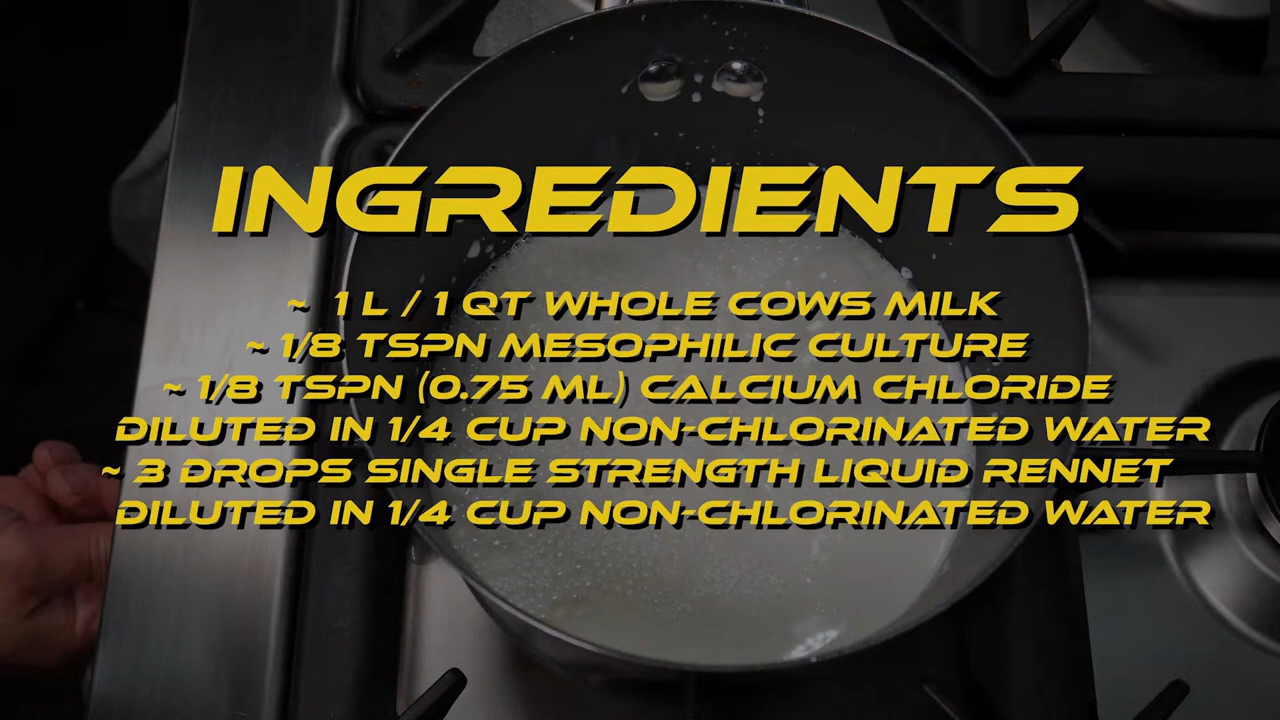 INGREDIENTS
~ 1 L / 1 QT WHOLE COWS MILK
~ 1/8 TSPN MESOPHILIC CULTURE
~ 1/8 TSPN (0.75 ML) CALCIUM CHLORIDE
DILUTED IN 1/4 CUP NON-CHLORINATED WATER
~ 3 DROPS SINGLE STRENGTH LIQUID RENNET
DILUTED IN 1/4 CUP NON-CHLORINATED WATER